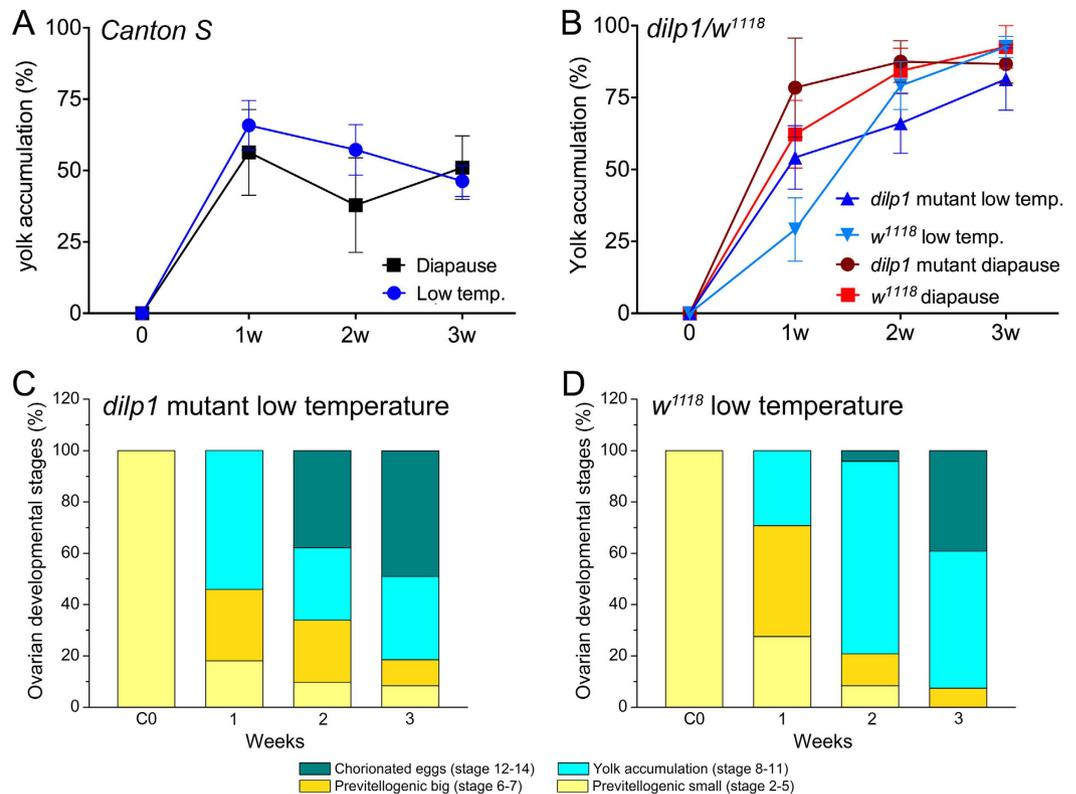 A
Canton S
yolk accumulation (%)
100
75
50
25
0
0 1w 2w 3w
Diapause
Low temp.
B
dilp1/w1118
Yolk accumulation (%)
100
75
50
25
0
0 1w 2w 3w
dilp1 mutant low temp.
w1118 low temp.
dilp1 mutant diapause
w1118 diapause
C
dilp1 mutant low temperature
Ovarian developmental stages (%)
120
100
80
60
40
20
0
C0 1 2 3
Weeks
D
w1118 low temperature
Ovarian developmental stages (%)
120
100
80
60
40
20
0
C0 1 2 3
Weeks
Chorionated eggs (stage 12-14)
Yolk accumulation (stage 8-11)
Previtellogenic big (stage 6-7)
Previtellogenic small (stage 2-5)